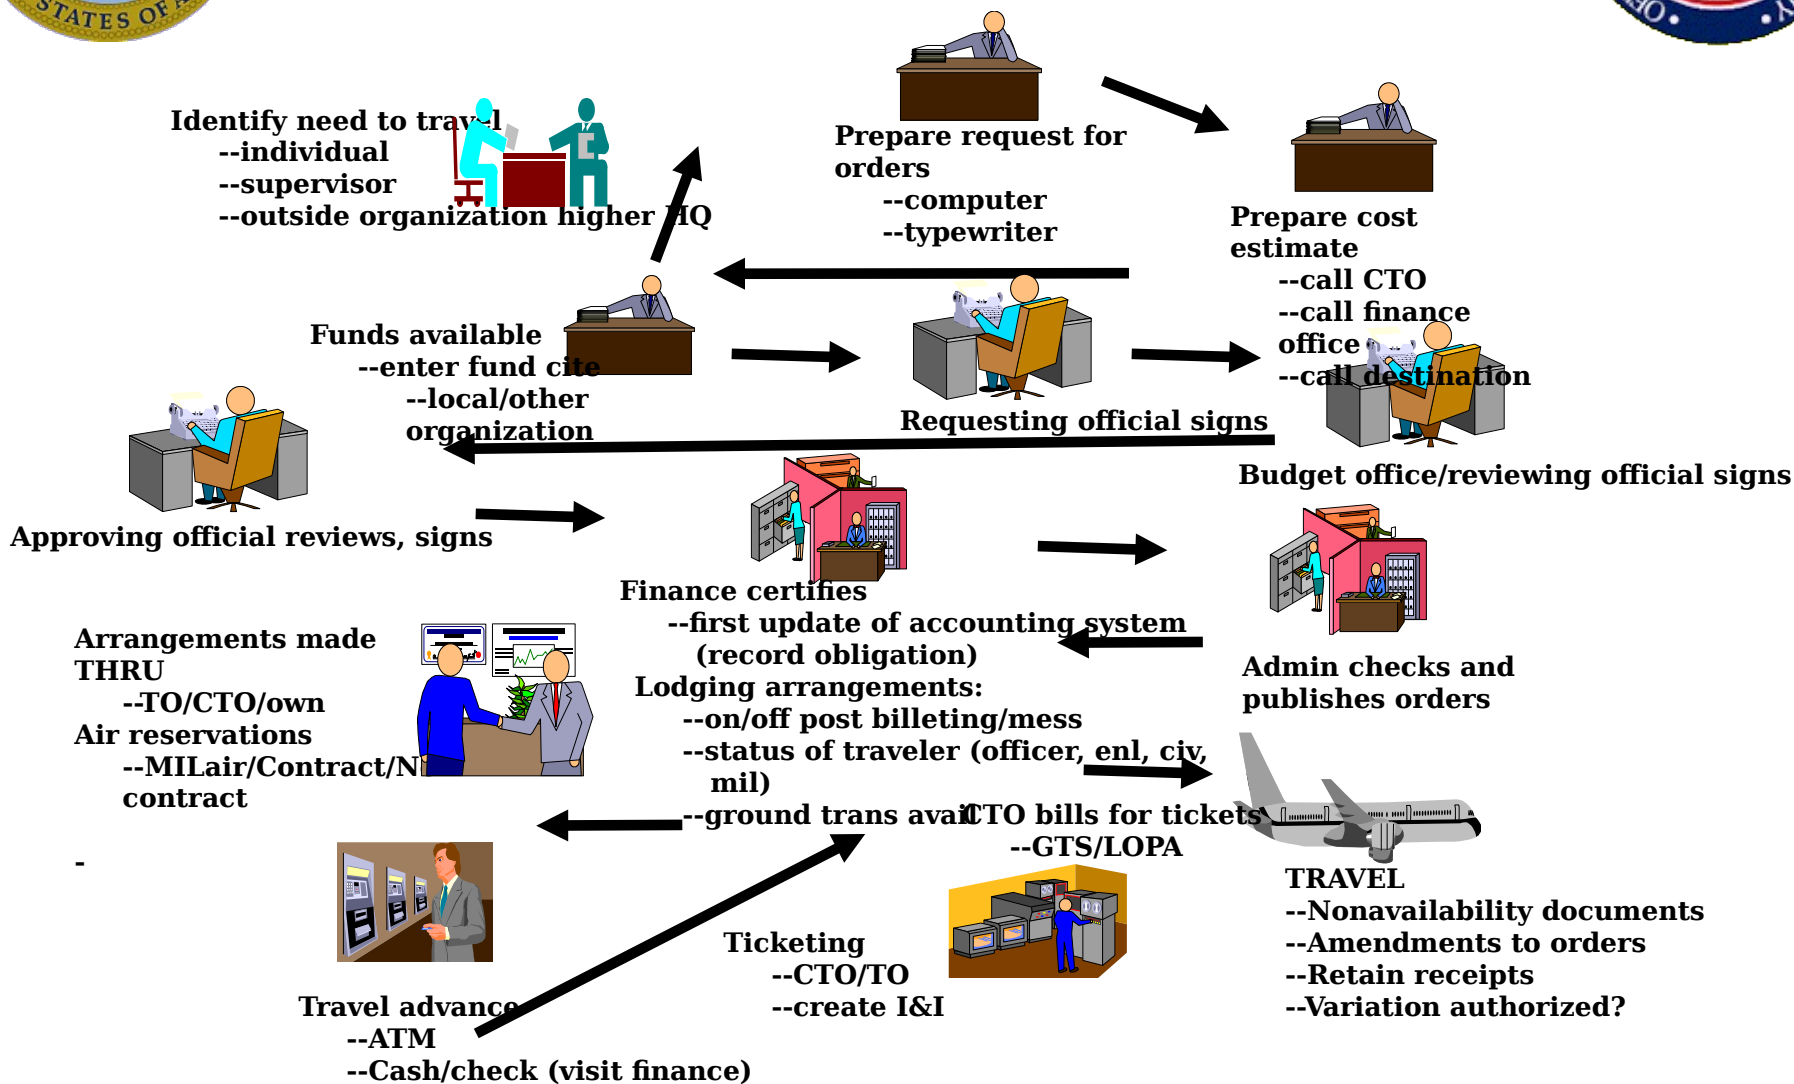 STATES OF A
Identify need to travel
--individual
--supervisor
--outside organization higher HQ
Prepare request for
orders
--computer
--typewriter
Prepare cost
estimate
--call CTO
--call finance
office
--call destination
Funds available
--enter fund cite
--local/other
organization
Requesting official signs
Budget office/reviewing official signs
Approving official reviews, signs
Finance certifies
--first update of accounting system
(record obligation)
Lodging arrangements:
--on/off post billeting/mess
--status of traveler (officer, enl, civ,
mil)
--ground trans avail
Admin checks and
publishes orders
Arrangements made
THRU
--TO/CTO/own
Air reservations
--MILair/Contract/N
contract
-
CTO bills for tickets
--GTS/LOPA
TRAVEL
--Nonavailability documents
--Amendments to orders
--Retain receipts
--Variation authorized?
Ticketing
--CTO/TO
--create I&I
Travel advance
--ATM
--Cash/check (visit finance)